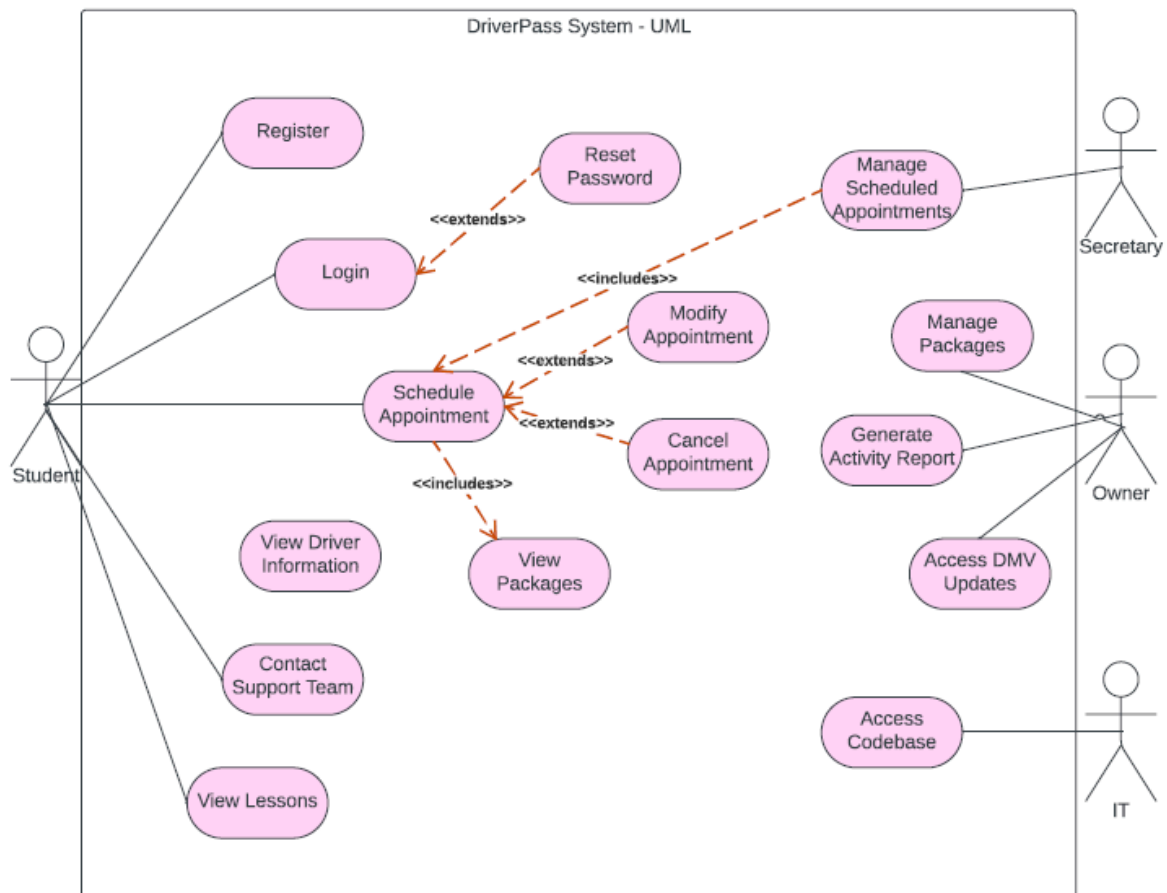 DriverPass System - UML
Register
Reset
Password
Manage
Scheduled
Appointments
<<extends>>
Secretary
Login
<<includes>>
Modify
Appointment
Manage
Packages
<<extends>>
Schedule
Appointment
<<extends>>
Cancel
Appointment
Generate
Activity Report
Student
<<includes>>
Owner
View Driver
Information
View
Packages
Access DMV
Updates
Contact
Support Team
Access
Codebase
View Lessons
IT